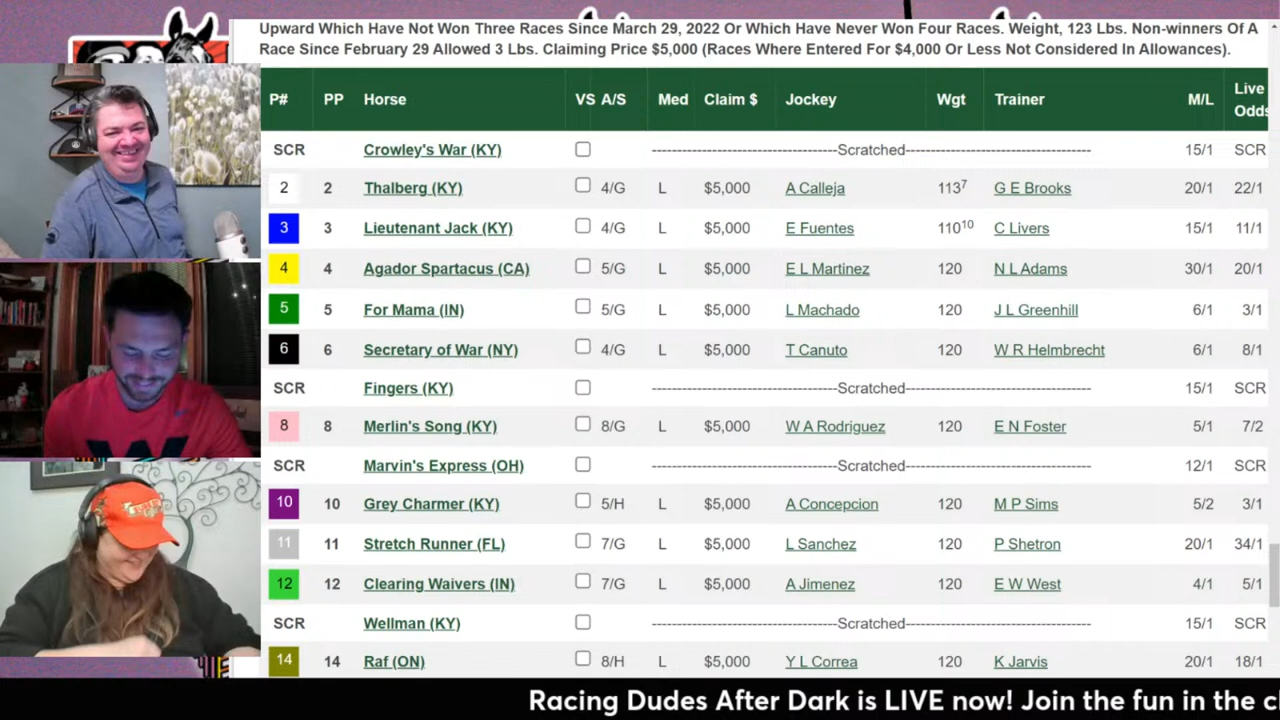 Upward Which Have Not Won Three Races Since March 29, 2022 Or Which Have Never Won Four Races. Weight, 123 Lbs. Non-winners Of A
Race Since February 29 Allowed 3 Lbs. Claiming Price $5,000 (Races Where Entered For $4,000 Or Less Not Considered In Allowances).
P# PP Horse VS A/S Med Claim $ Jockey Wgt Trainer M/L Live Odds
SCR Crowley's War (KY) ------------------------------------Scratched------------------------------------ 15/1 SCR
2 2 Thalberg (KY) 4/G L $5,000 A Calleja 113⁷ G E Brooks 20/1 22/1
3 3 Lieutenant Jack (KY) 4/G L $5,000 E Fuentes 110¹⁰ C Livers 15/1 11/1
4 4 Agador Spartacus (CA) 5/G L $5,000 E L Martinez 120 N L Adams 30/1 20/1
5 5 For Mama (IN) 5/G L $5,000 L Machado 120 J L Greenhill 6/1 3/1
6 6 Secretary of War (NY) 4/G L $5,000 T Canuto 120 W R Helmbrecht 6/1 8/1
SCR Fingers (KY) ------------------------------------Scratched------------------------------------ 15/1 SCR
8 8 Merlin's Song (KY) 8/G L $5,000 W A Rodriguez 120 E N Foster 5/1 7/2
SCR Marvin's Express (OH) ------------------------------------Scratched------------------------------------ 12/1 SCR
10 10 Grey Charmer (KY) 5/H L $5,000 A Concepcion 120 M P Sims 5/2 3/1
11 11 Stretch Runner (FL) 7/G L $5,000 L Sanchez 120 P Shetron 20/1 34/1
12 12 Clearing Waivers (IN) 7/G L $5,000 A Jimenez 120 E W West 4/1 5/1
SCR Wellman (KY) ------------------------------------Scratched------------------------------------ 15/1 SCR
14 14 Raf (ON) 8/H L $5,000 Y L Correa 120 K Jarvis 20/1 18/1
Racing Dudes After Dark is LIVE now! Join the fun in the c